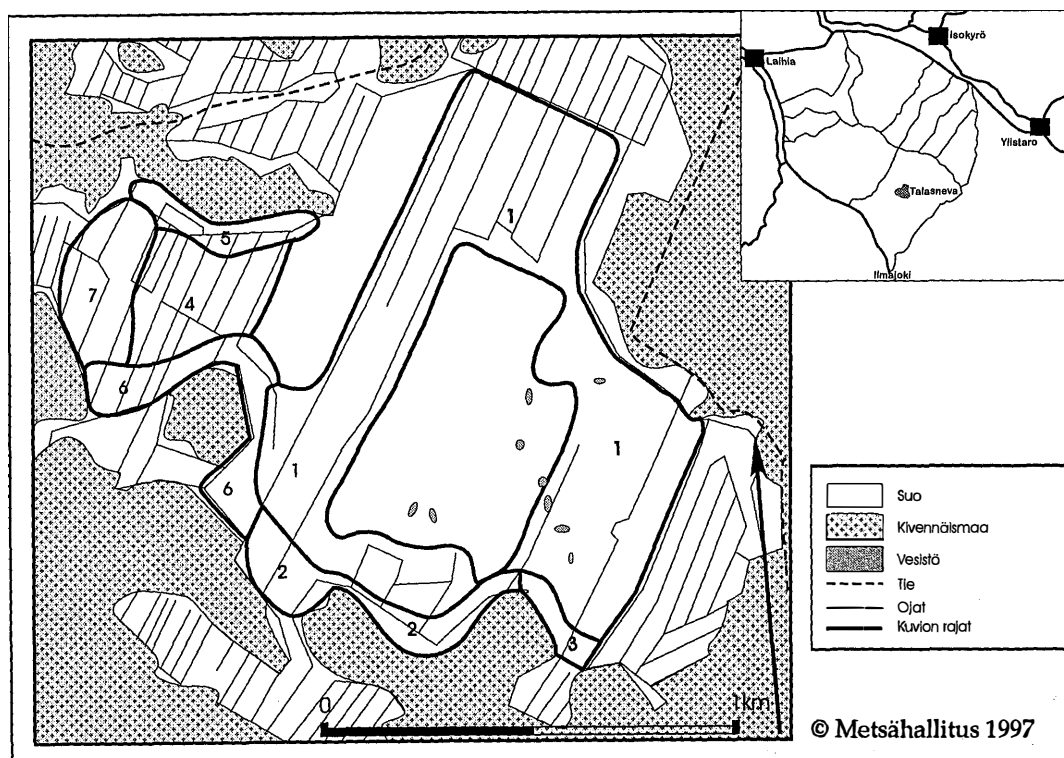 Isokyrö
Laihia
Ylistaro
Talasneva
Ilmajoki
1
5
7
4
6
1
1
6
2
2
3
0
1km
Suo
Kivennäismaa
Vesistö
Tie
Ojat
Kuvion rajat
© Metsähallitus 1997